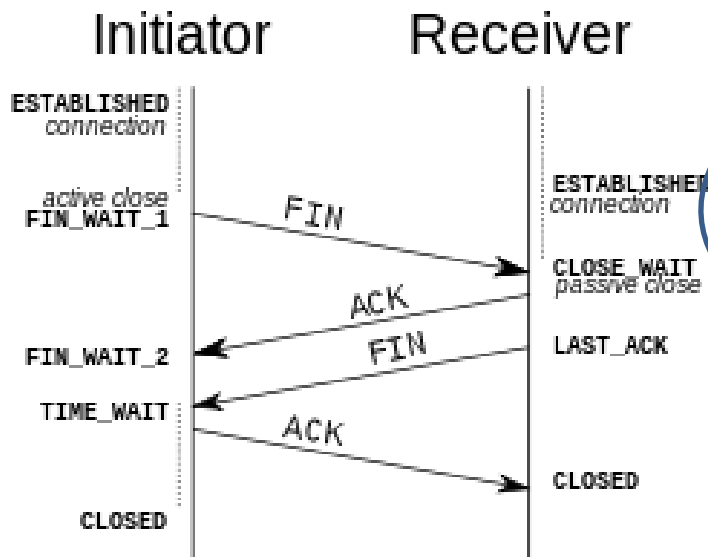 Initiator
Receiver
ESTABLISHED
connection
active close
FIN_WAIT_1
FIN
ESTABLISHED
connection
CLOSE_WAIT
passive close
ACK
FIN
FIN_WAIT_2
LAST_ACK
TIME_WAIT
ACK
CLOSED
CLOSED